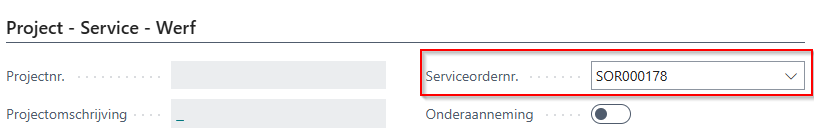 Project - Service - Werf
Projectnr.
Serviceordernr. SOR000178
Projectomschrijving _
Onderaanneming